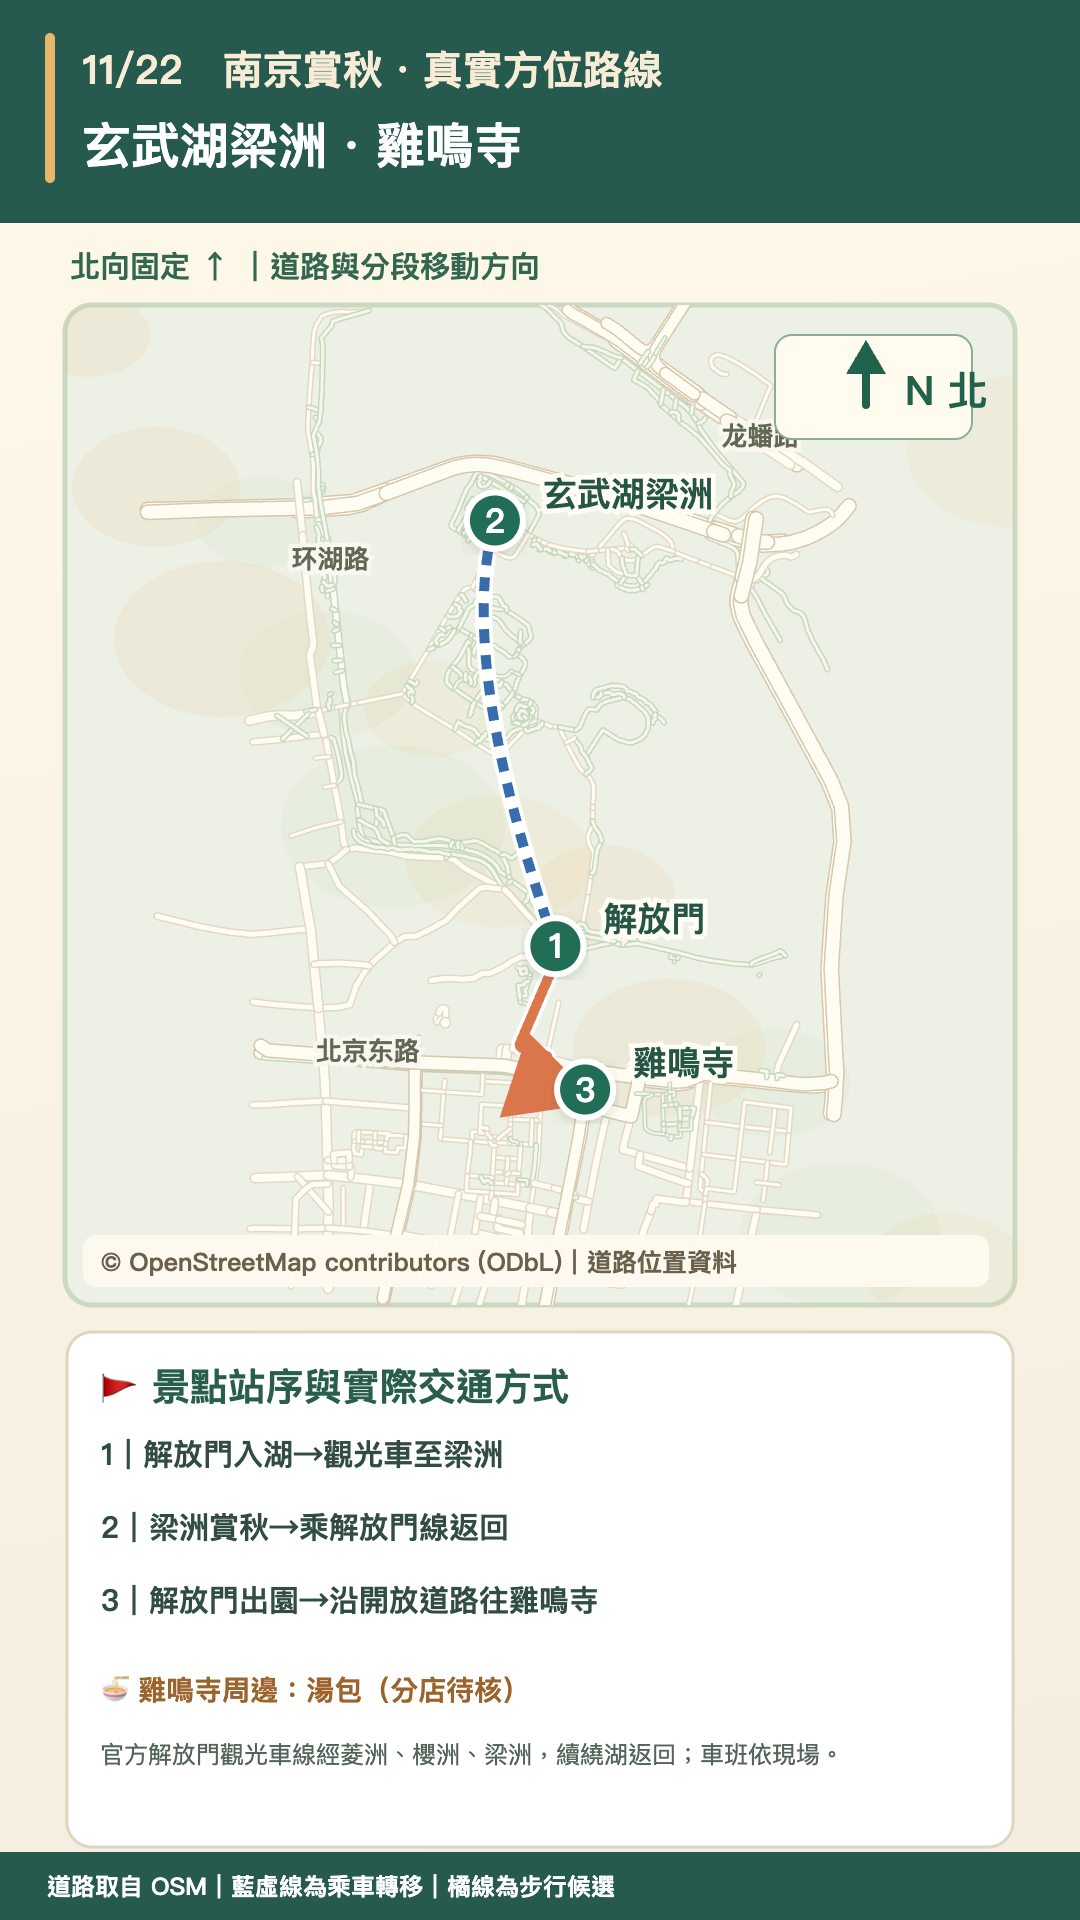 11/22　南京賞秋・真實方位路線
玄武湖梁洲・雞鳴寺
北向固定 ↑ ｜道路與分段移動方向
N 北
龙蟠路
玄武湖梁洲
2
环湖路
解放門
1
北京东路
雞鳴寺
3
© OpenStreetMap contributors (ODbL)｜道路位置資料
🚩 景點站序與實際交通方式
1｜解放門入湖→觀光車至梁洲
2｜梁洲賞秋→乘解放門線返回
3｜解放門出園→沿開放道路往雞鳴寺
🍜 雞鳴寺周邊：湯包（分店待核）
官方解放門觀光車線經菱洲、櫻洲、梁洲，續繞湖返回；車班依現場。
道路取自 OSM｜藍虛線為乘車轉移｜橘線為步行候選